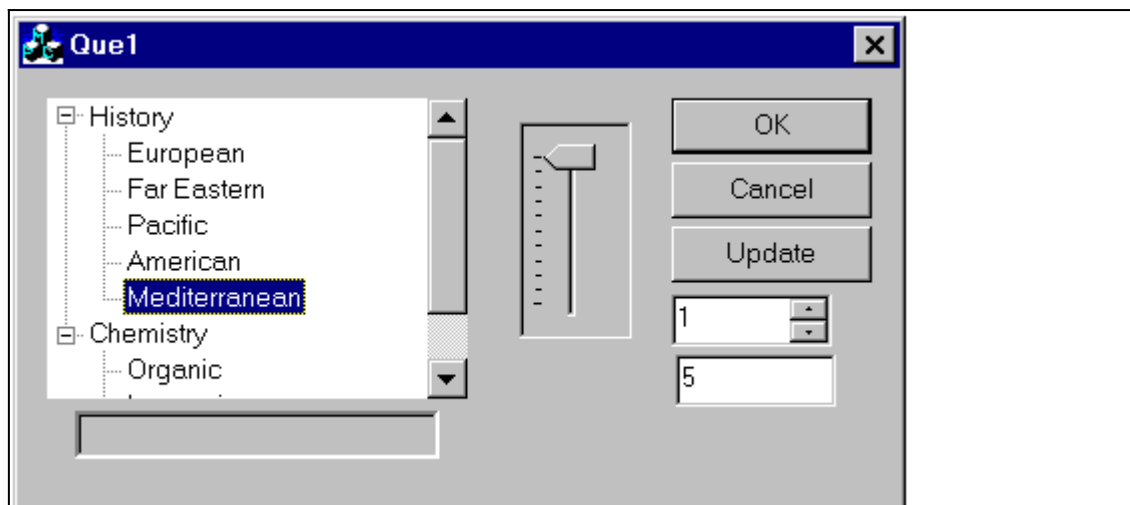 Que1
History
European
Far Eastern
Pacific
American
Mediterranean
Chemistry
Organic
OK
Cancel
Update
1
5